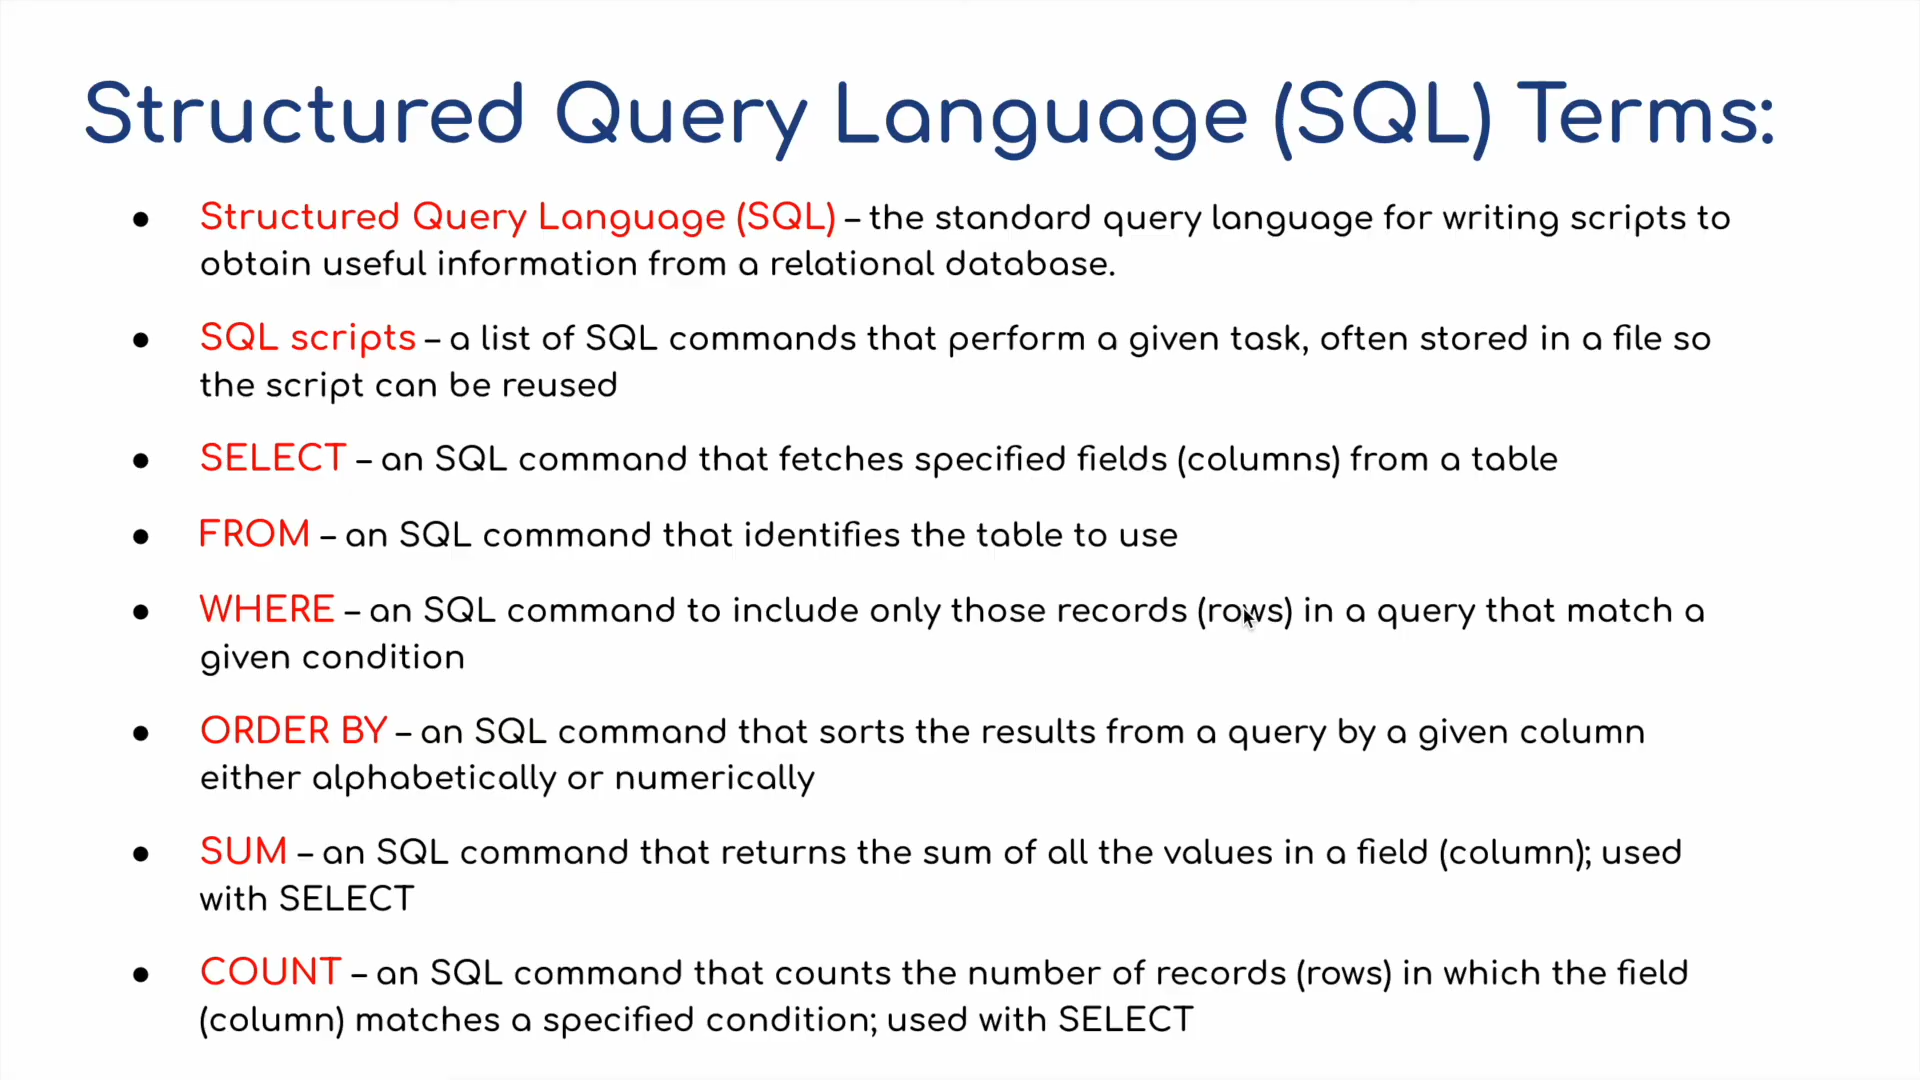 Structured Query Language (SQL) Terms:
● Structured Query Language (SQL) – the standard query language for writing scripts to
obtain useful information from a relational database.
● SQL scripts – a list of SQL commands that perform a given task, often stored in a file so
the script can be reused
● SELECT – an SQL command that fetches specified fields (columns) from a table
● FROM – an SQL command that identifies the table to use
● WHERE – an SQL command to include only those records (rows) in a query that match a
given condition
● ORDER BY – an SQL command that sorts the results from a query by a given column
either alphabetically or numerically
● SUM – an SQL command that returns the sum of all the values in a field (column); used
with SELECT
● COUNT – an SQL command that counts the number of records (rows) in which the field
(column) matches a specified condition; used with SELECT